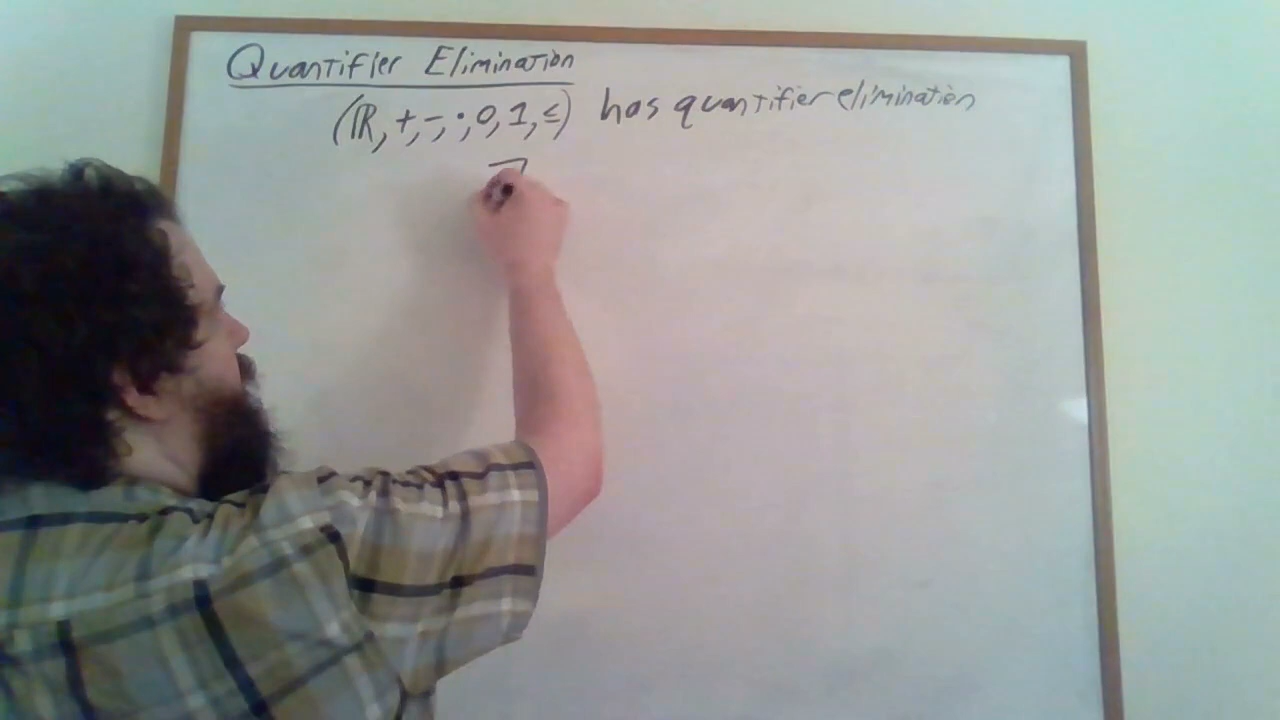 Quantifier Elimination
(ℝ, +, -, ·, 0, 1, ≤) has quantifier elimination